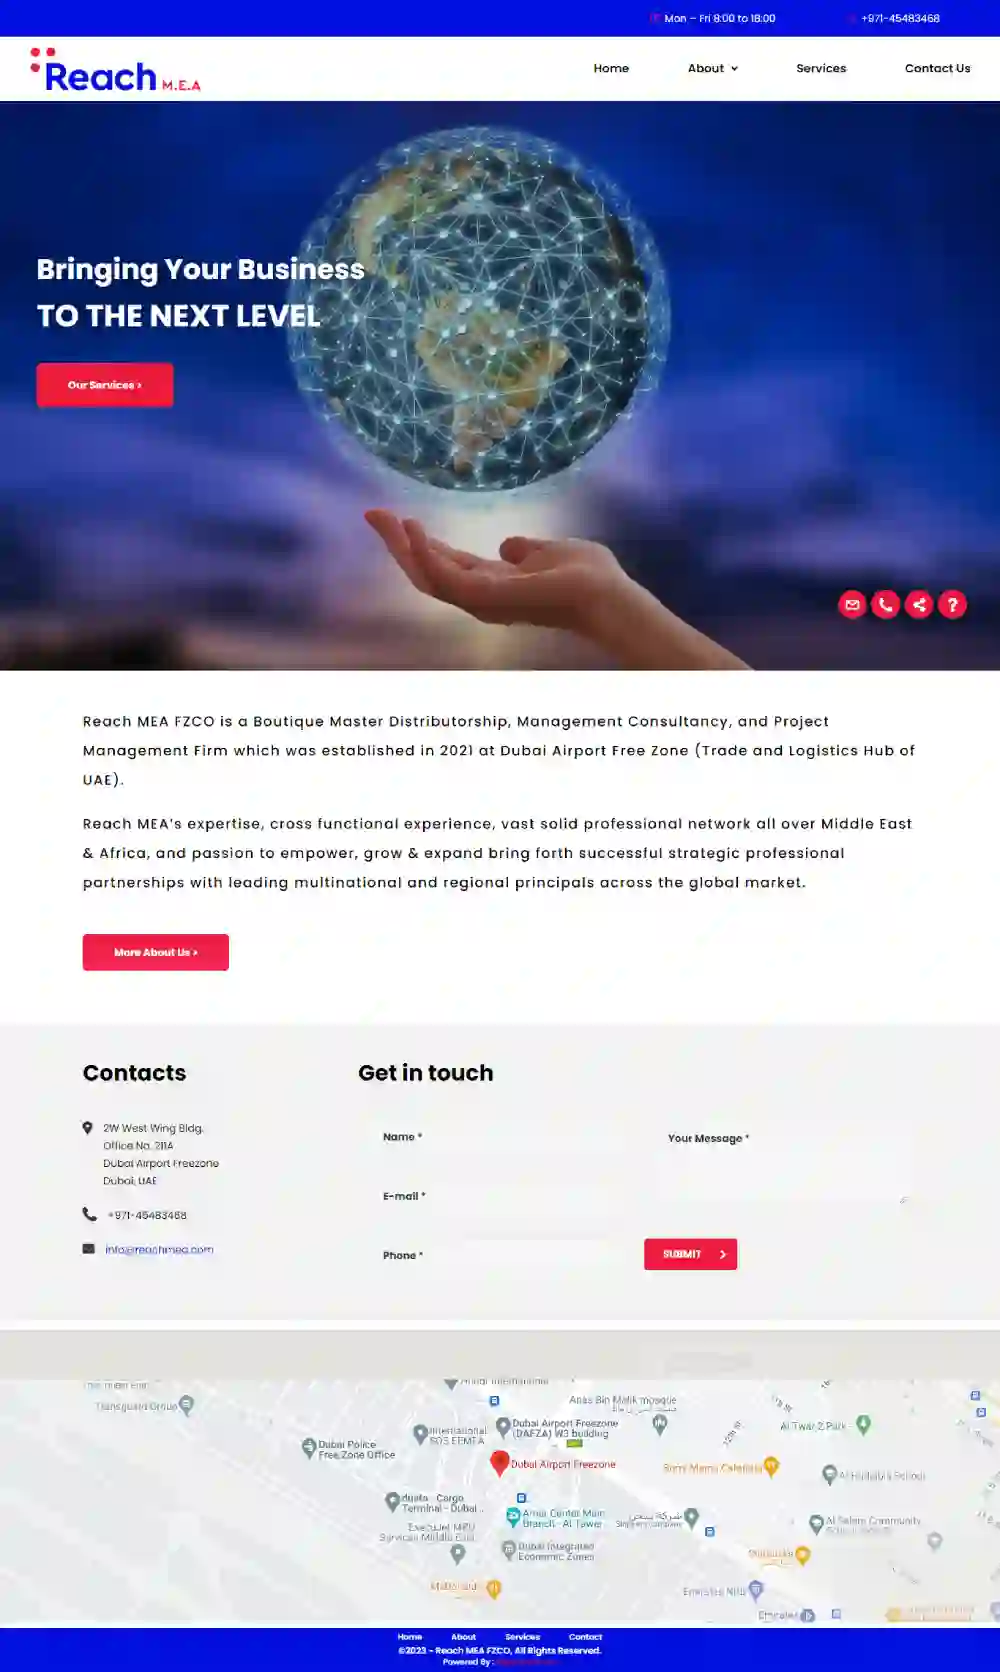 Mon – Fri 8:00 to 18:00
+971-45483468
Reach M.E.A
Home
About
Services
Contact Us
Bringing Your Business
TO THE NEXT LEVEL
Our Services >
Reach MEA FZCO is a Boutique Master Distributorship, Management Consultancy, and Project
Management Firm which was established in 2021 at Dubai Airport Free Zone (Trade and Logistics Hub of
UAE).
Reach MEA's expertise, cross functional experience, vast solid professional network all over Middle East
& Africa, and passion to empower, grow & expand bring forth successful strategic professional
partnerships with leading multinational and regional principals across the global market.
More About Us >
Contacts
2W West Wing Bldg.
Office No. 211A
Dubai Airport Freezone
Dubai, UAE
+971-45483468
info@reachmea.com
Get in touch
Name *
E-mail *
Phone *
Your Message *
SUBMIT
Transguard Group
Anas Bin Malik mosque
Dubai Airport Freezone
(DAFZA) W3 building
International
SOS EEMEA
Al Twar 2 Park
Dubai Police
Free Zone Office
Dubai Airport Freezone
dnata - Cargo
Terminal - Dubai...
Amer Center Main
Branch - Al Tawar
ExecuJet MRO
Services Middle East
Dubai Integrated
Economic Zones
Al Salam Community
McDonald
Emirates NBD
Emirates
Home
About
Services
Contact
©2023 - Reach MEA FZCO, All Rights Reserved.
Powered By :